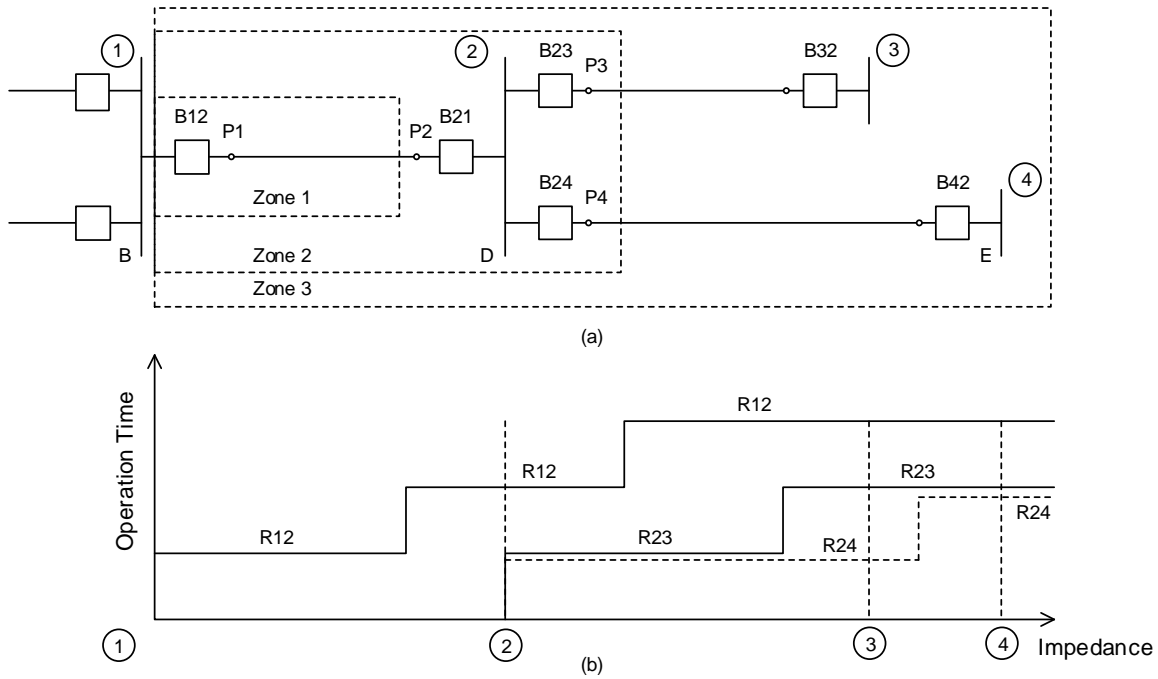 1
2
B23
P3
B32
3
B12
P1
P2
B21
B24
P4
B42
4
Zone 1
B
Zone 2
D
E
Zone 3
(a)
Operation Time
R12
R12
R23
R12
R23
R24
R24
1
2
3
4
Impedance
(b)